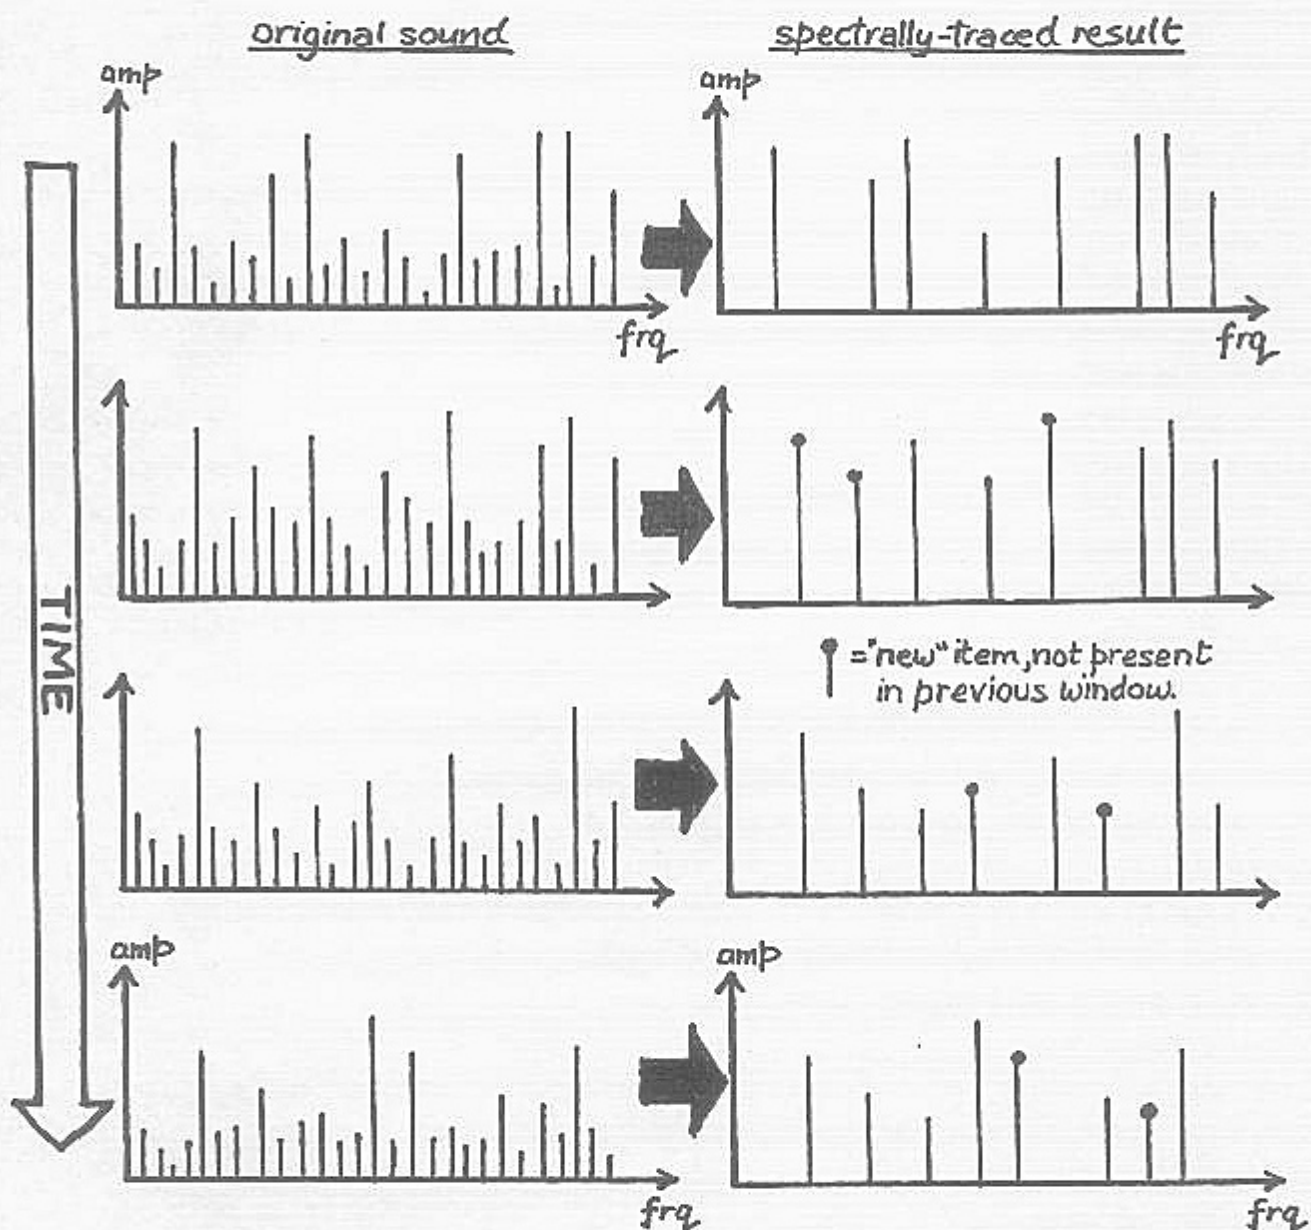 original sound
spectrally-traced result
amp
amp
frq
frq
TIME
="new" item, not present
in previous window.
amp
amp
frq
frq